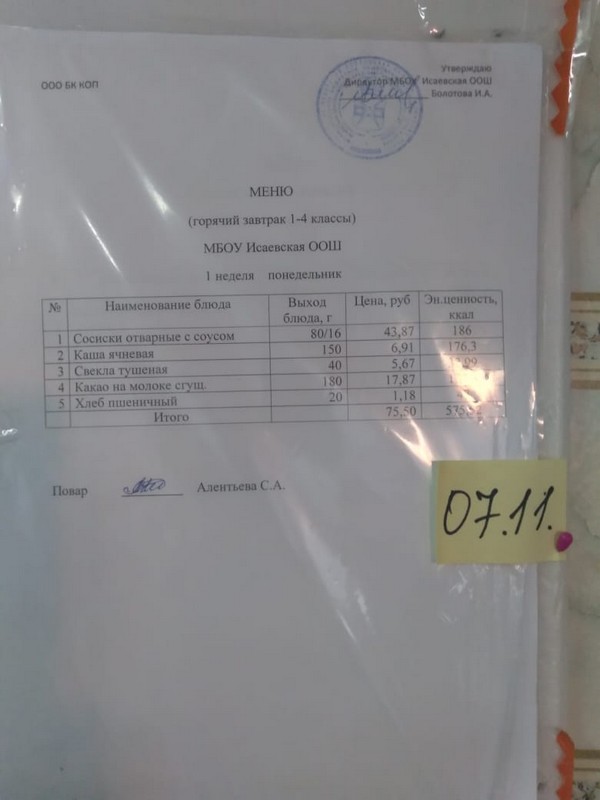 Утверждаю
ООО БК КОП
Директор МБОУ Исаевская ООШ
Болотова И.А.
МЕНЮ
(горячий завтрак 1-4 классы)
МБОУ Исаевская ООШ
1 неделя понедельник
№ Наименование блюда Выход блюда, г Цена, руб Эн.ценность, ккал
1 Сосиски отварные с соусом 80/16 43,87 186
2 Каша ячневая 150 6,91 176,3
3 Свекла тушеная 40 5,67
4 Какао на молоке сгущ. 180 17,87
5 Хлеб пшеничный 20 1,18
Итого 75,50
Повар Алентьева С.А.
07.11.